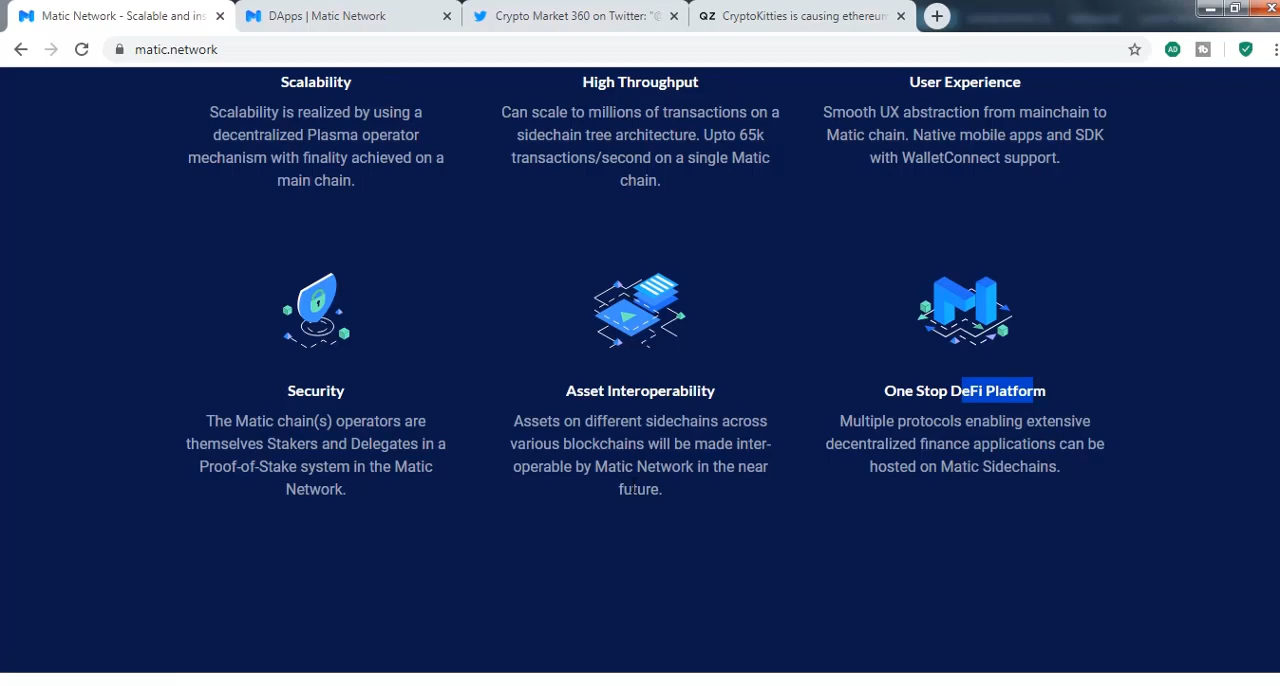 Matic Network - Scalable and ins
DApps | Matic Network
Crypto Market 360 on Twitter: "@
QZ CryptoKitties is causing ethereum
matic.network
AD
Scalability
Scalability is realized by using a
decentralized Plasma operator
mechanism with finality achieved on a
main chain.
High Throughput
Can scale to millions of transactions on a
sidechain tree architecture. Upto 65k
transactions/second on a single Matic
chain.
User Experience
Smooth UX abstraction from mainchain to
Matic chain. Native mobile apps and SDK
with WalletConnect support.
Security
The Matic chain(s) operators are
themselves Stakers and Delegates in a
Proof-of-Stake system in the Matic
Network.
Asset Interoperability
Assets on different sidechains across
various blockchains will be made inter-
operable by Matic Network in the near
future.
One Stop DeFi Platform
Multiple protocols enabling extensive
decentralized finance applications can be
hosted on Matic Sidechains.